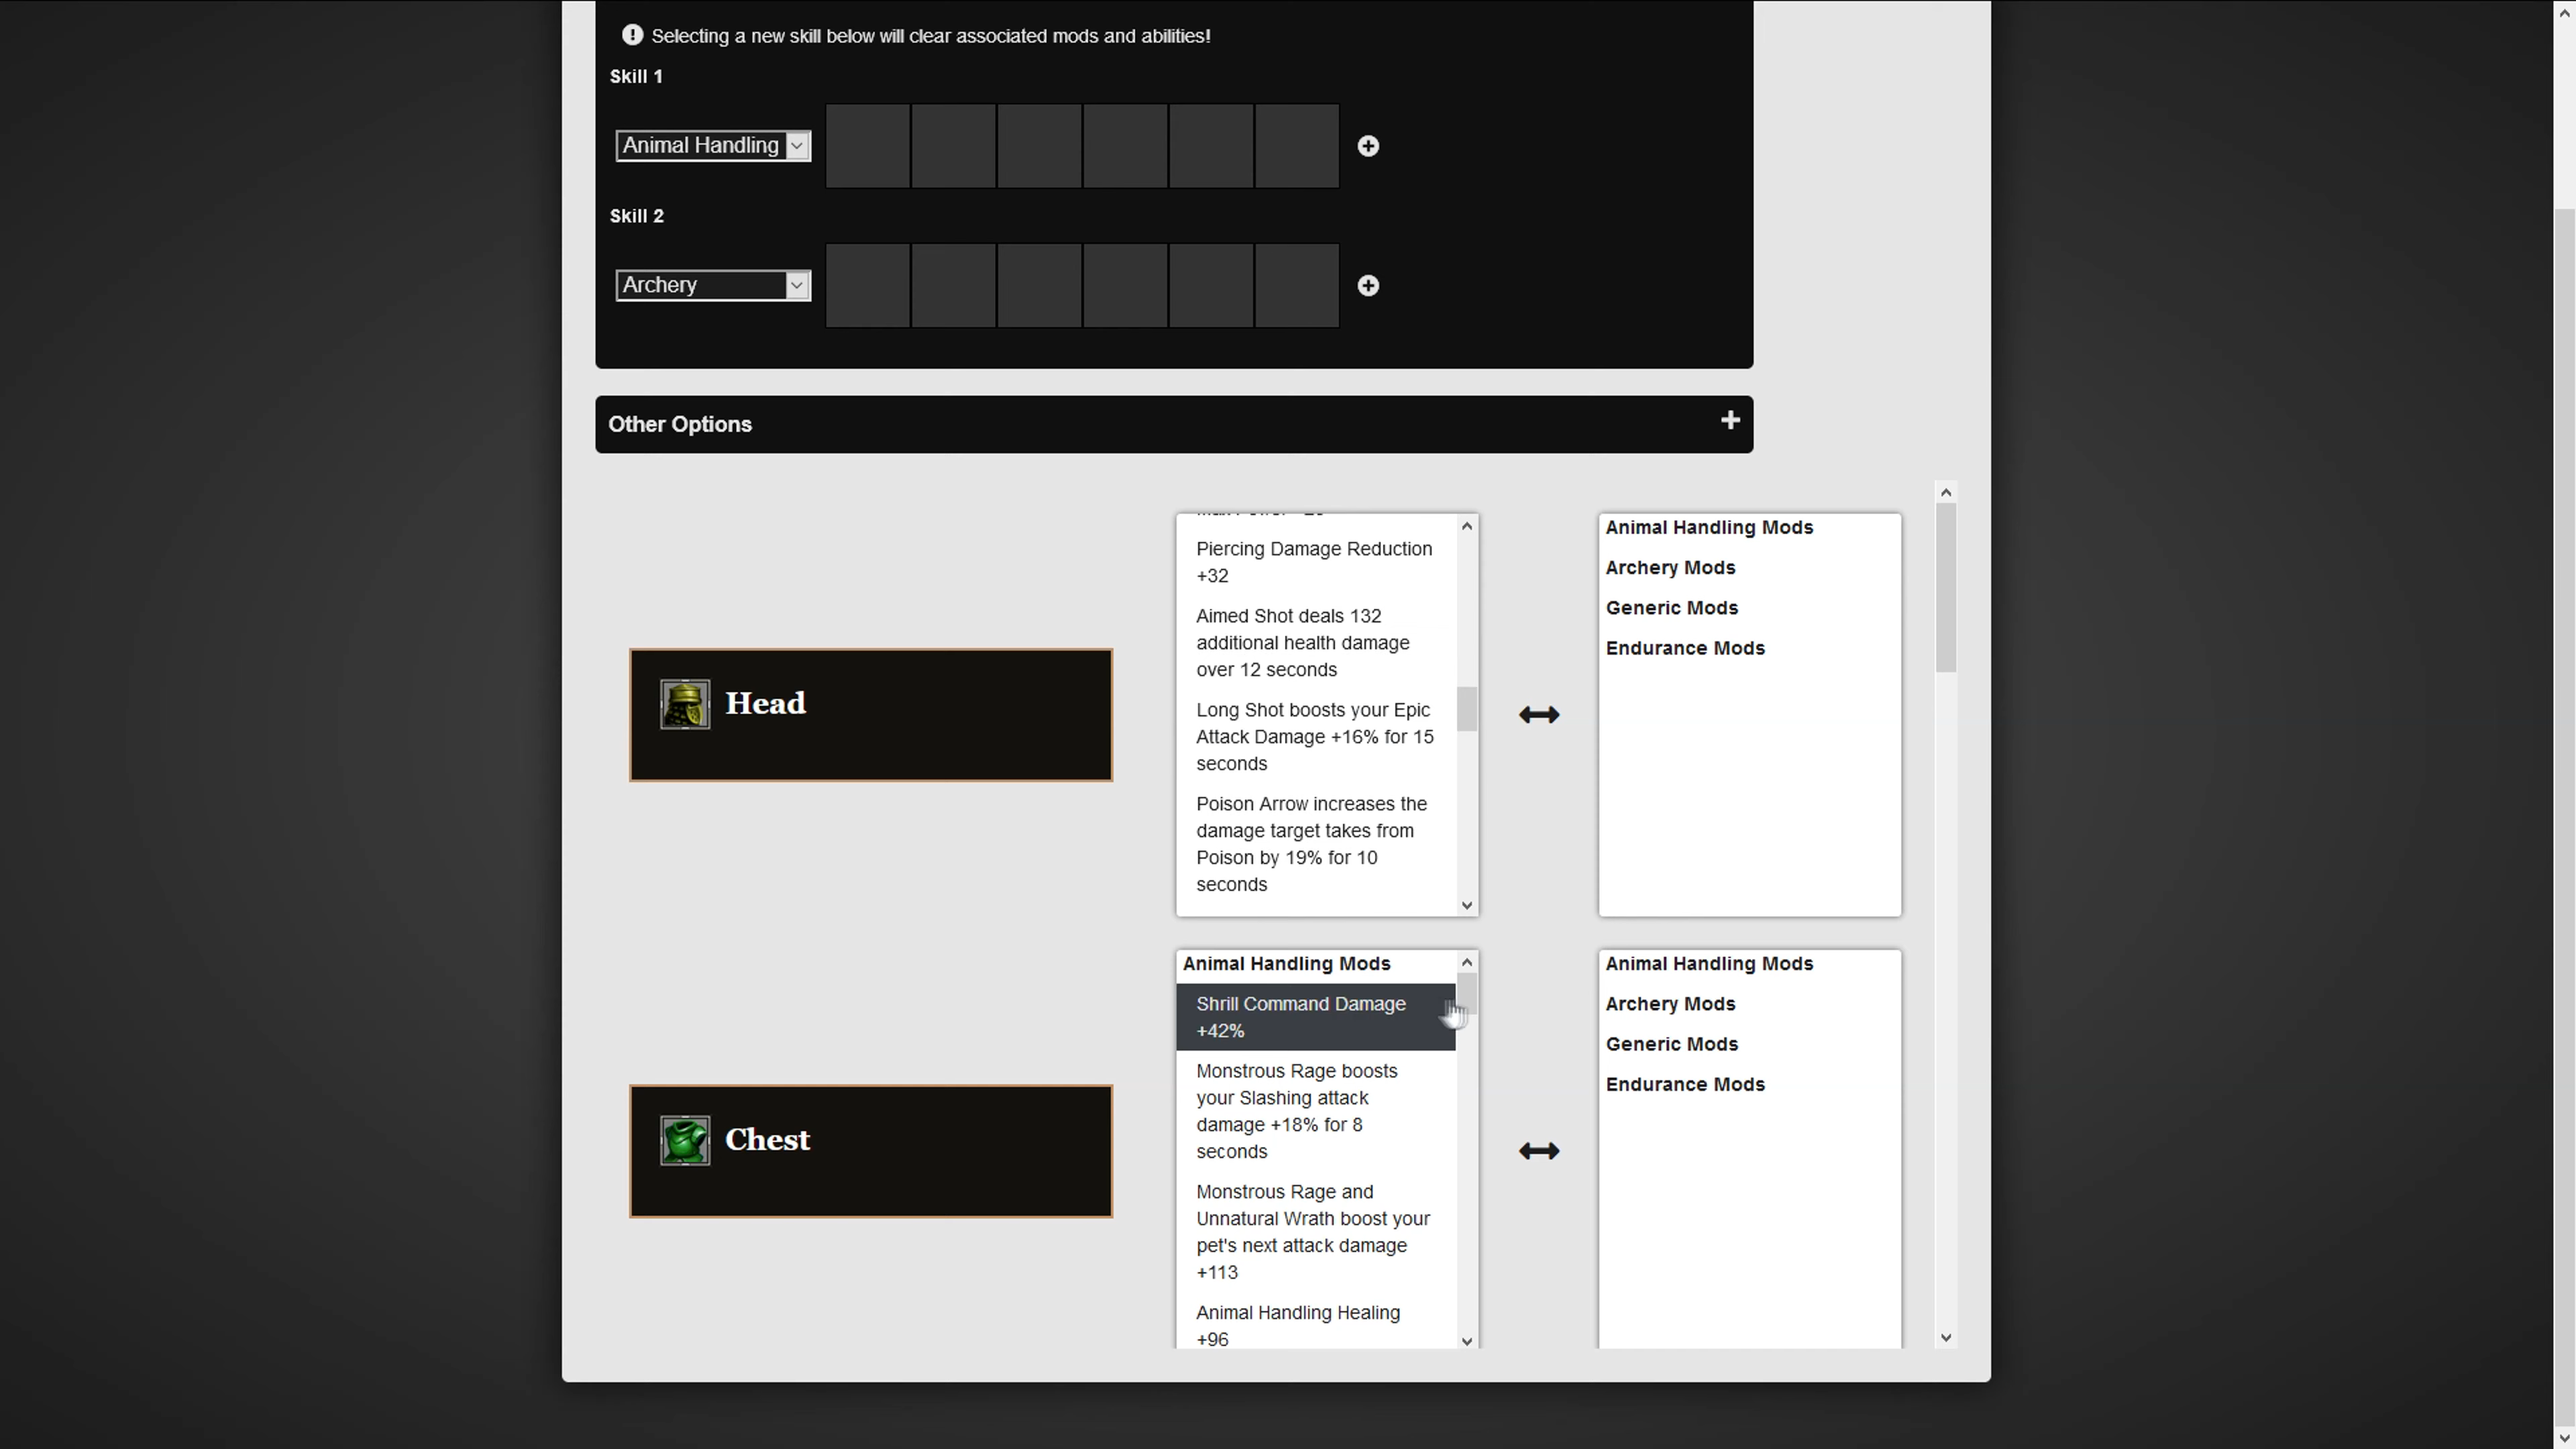 Selecting a new skill below will clear associated mods and abilities!
Skill 1
Animal Handling
Skill 2
Archery
Other Options
Head
Piercing Damage Reduction
+32
Aimed Shot deals 132
additional health damage
over 12 seconds
Long Shot boosts your Epic
Attack Damage +16% for 15
seconds
Poison Arrow increases the
damage target takes from
Poison by 19% for 10
seconds
Animal Handling Mods
Archery Mods
Generic Mods
Endurance Mods
Chest
Animal Handling Mods
Shrill Command Damage
+42%
Monstrous Rage boosts
your Slashing attack
damage +18% for 8
seconds
Monstrous Rage and
Unnatural Wrath boost your
pet's next attack damage
+113
Animal Handling Healing
+96
Animal Handling Mods
Archery Mods
Generic Mods
Endurance Mods